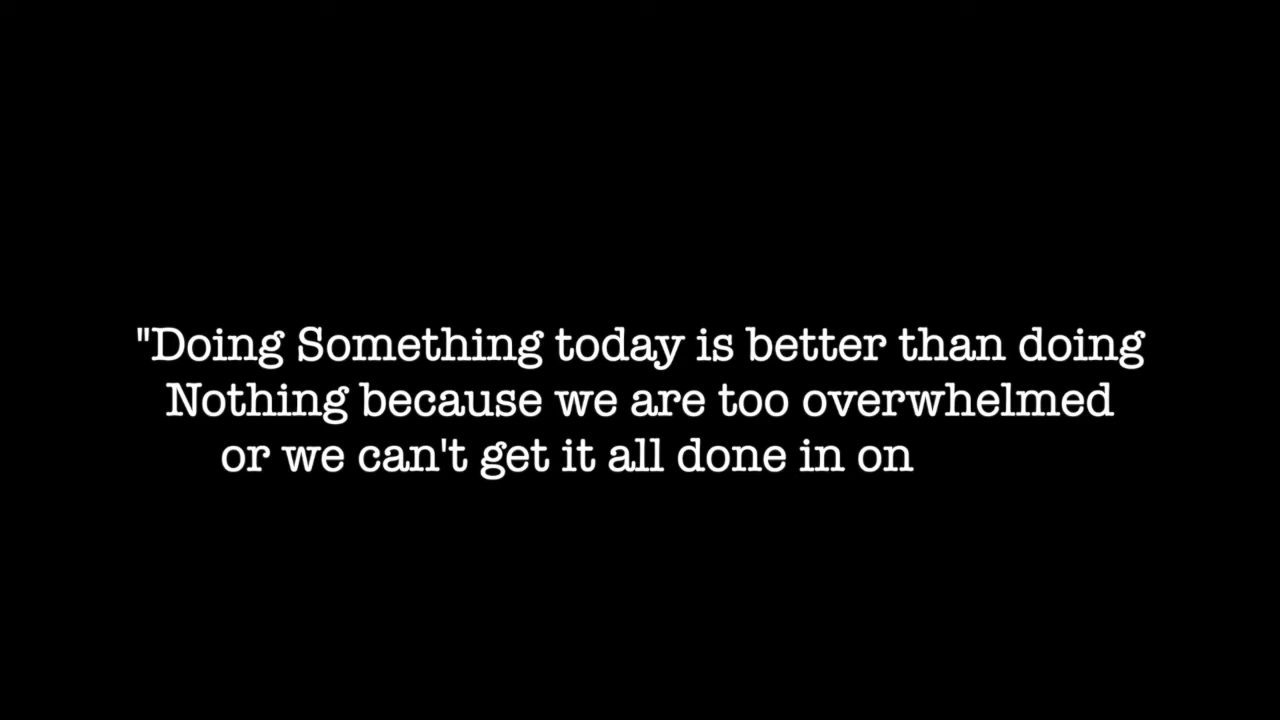 "Doing Something today is better than doing
Nothing because we are too overwhelmed
or we can't get it all done in on